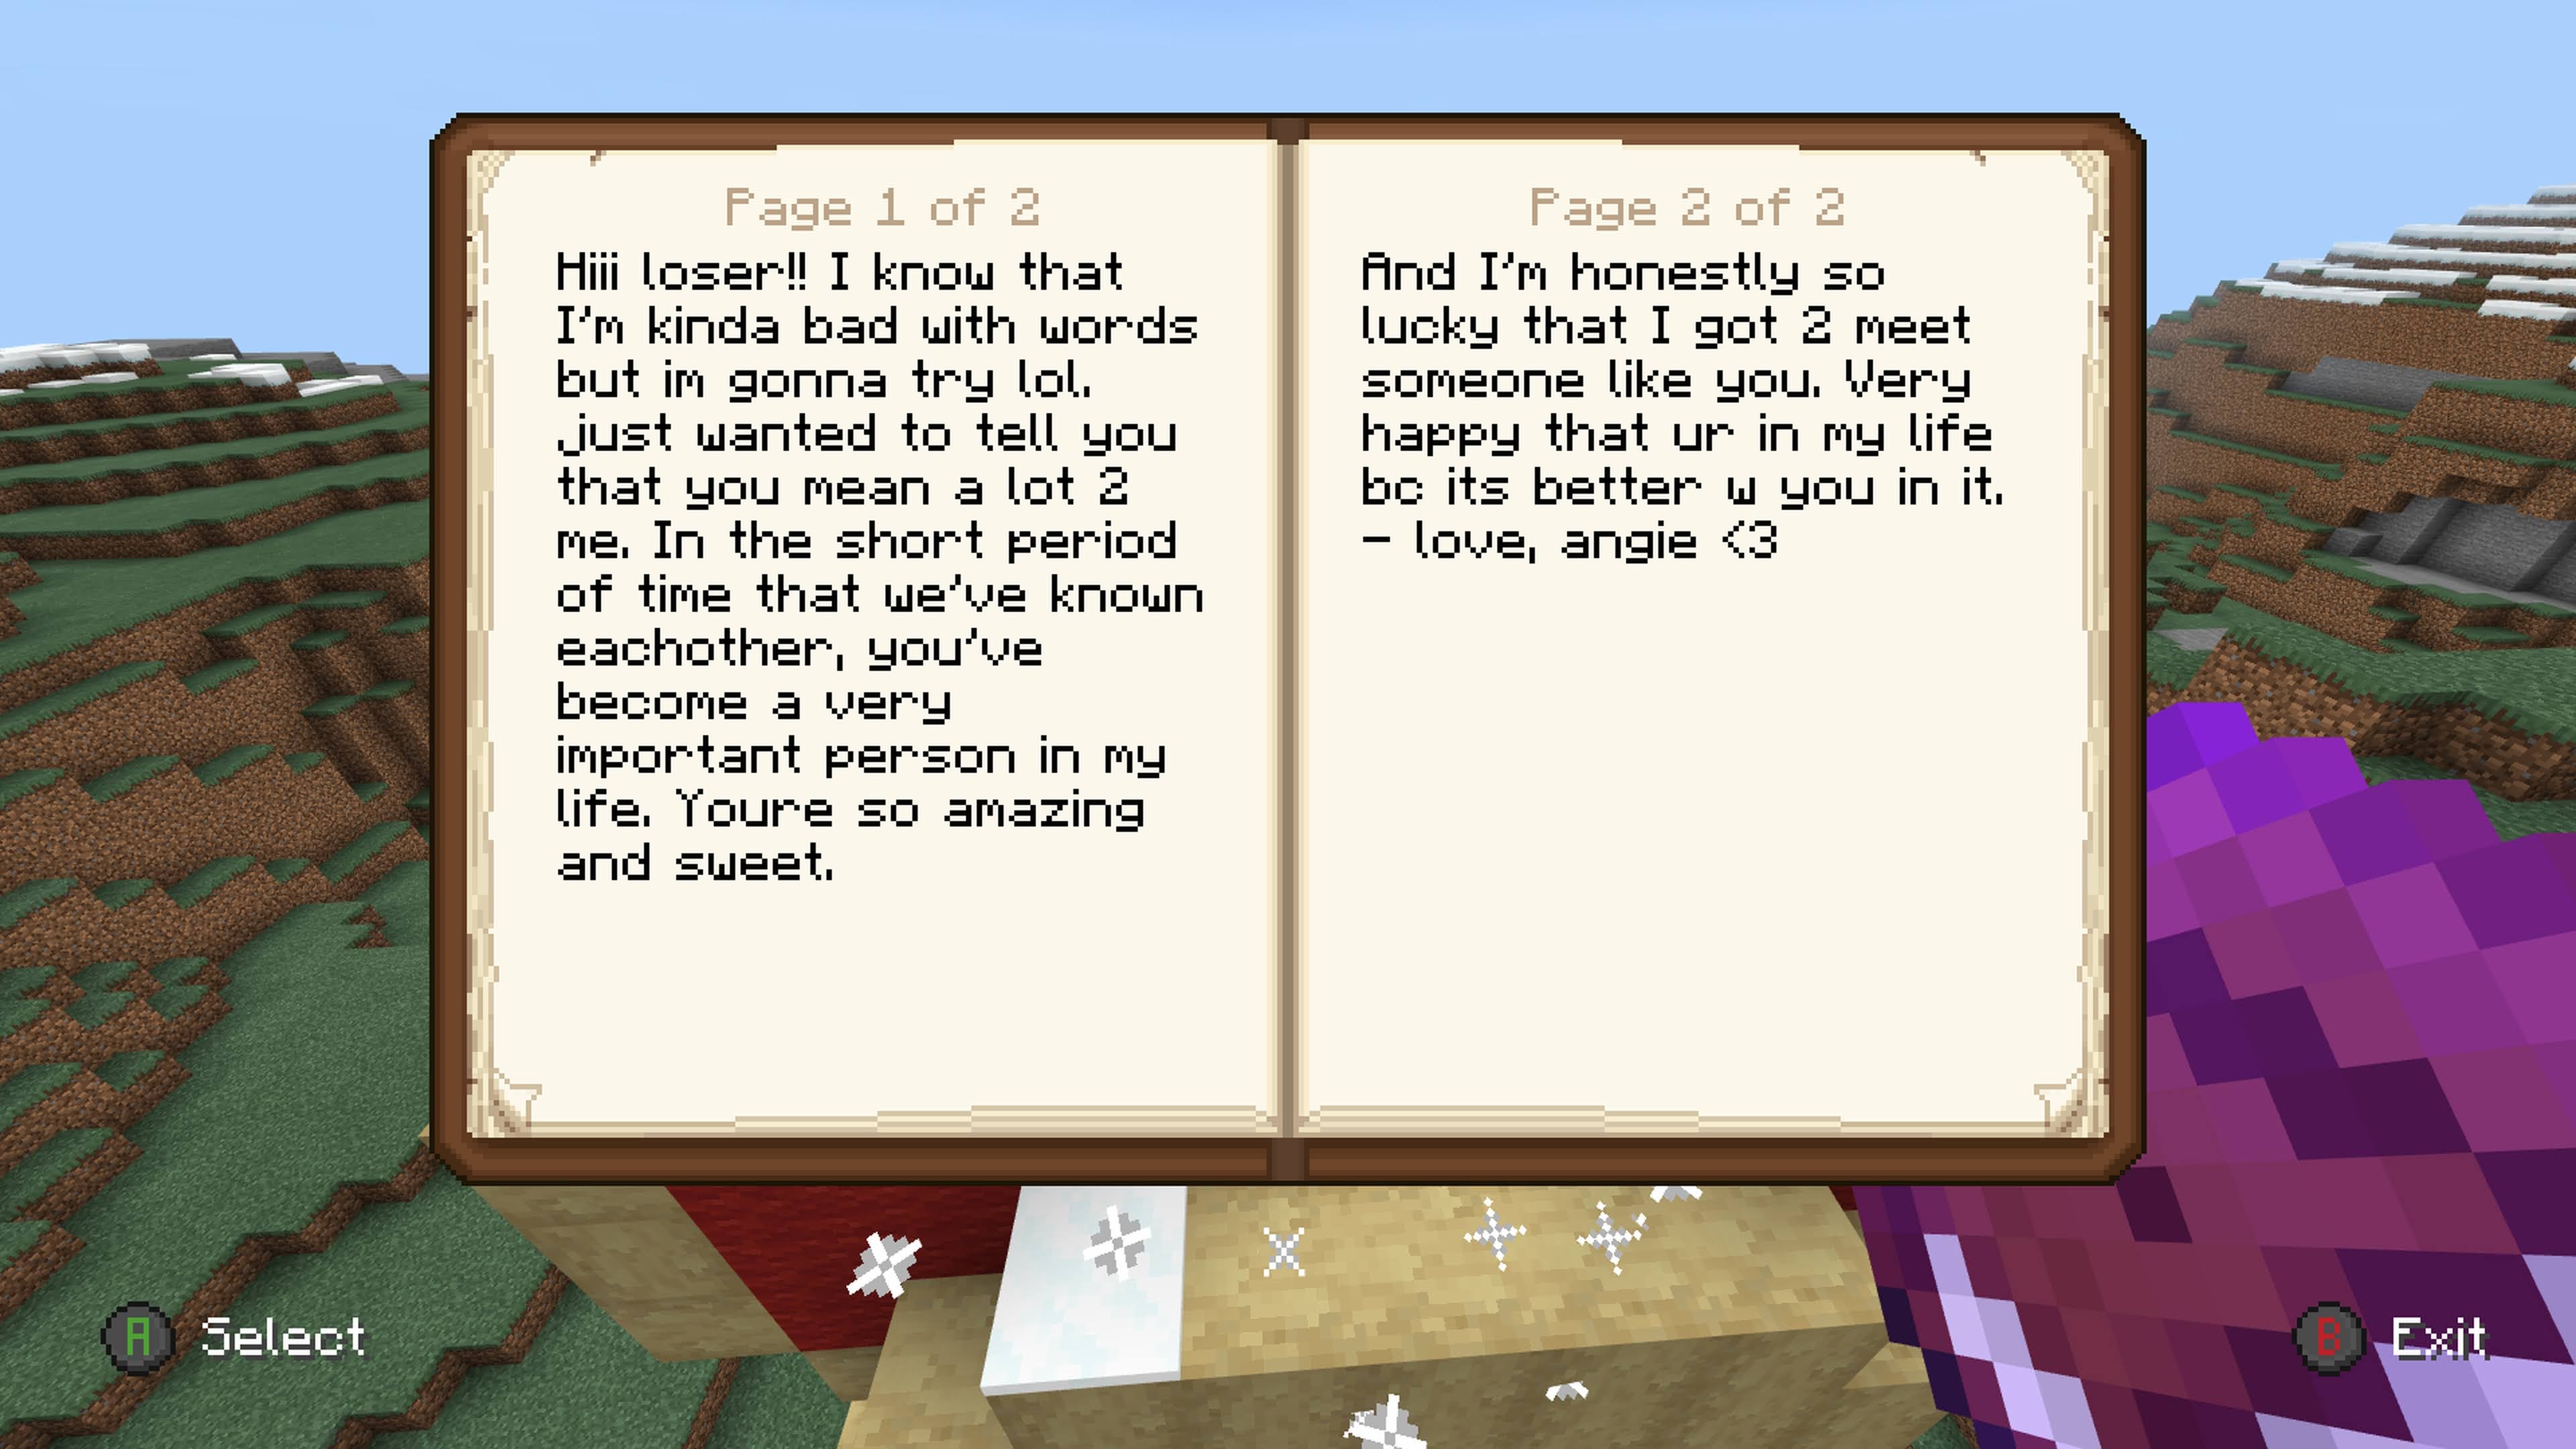 Page 1 of 2
Hiii loser!! I know that
I'm kinda bad with words
but im gonna try lol.
just wanted to tell you
that you mean a lot 2
me. In the short period
of time that we've known
eachother, you've
become a very
important person in my
life. Youre so amazing
and sweet.
Page 2 of 2
And I'm honestly so
lucky that I got 2 meet
someone like you. Very
happy that ur in my life
bc its better w you in it.
- love, angie <3
A Select
B Exit